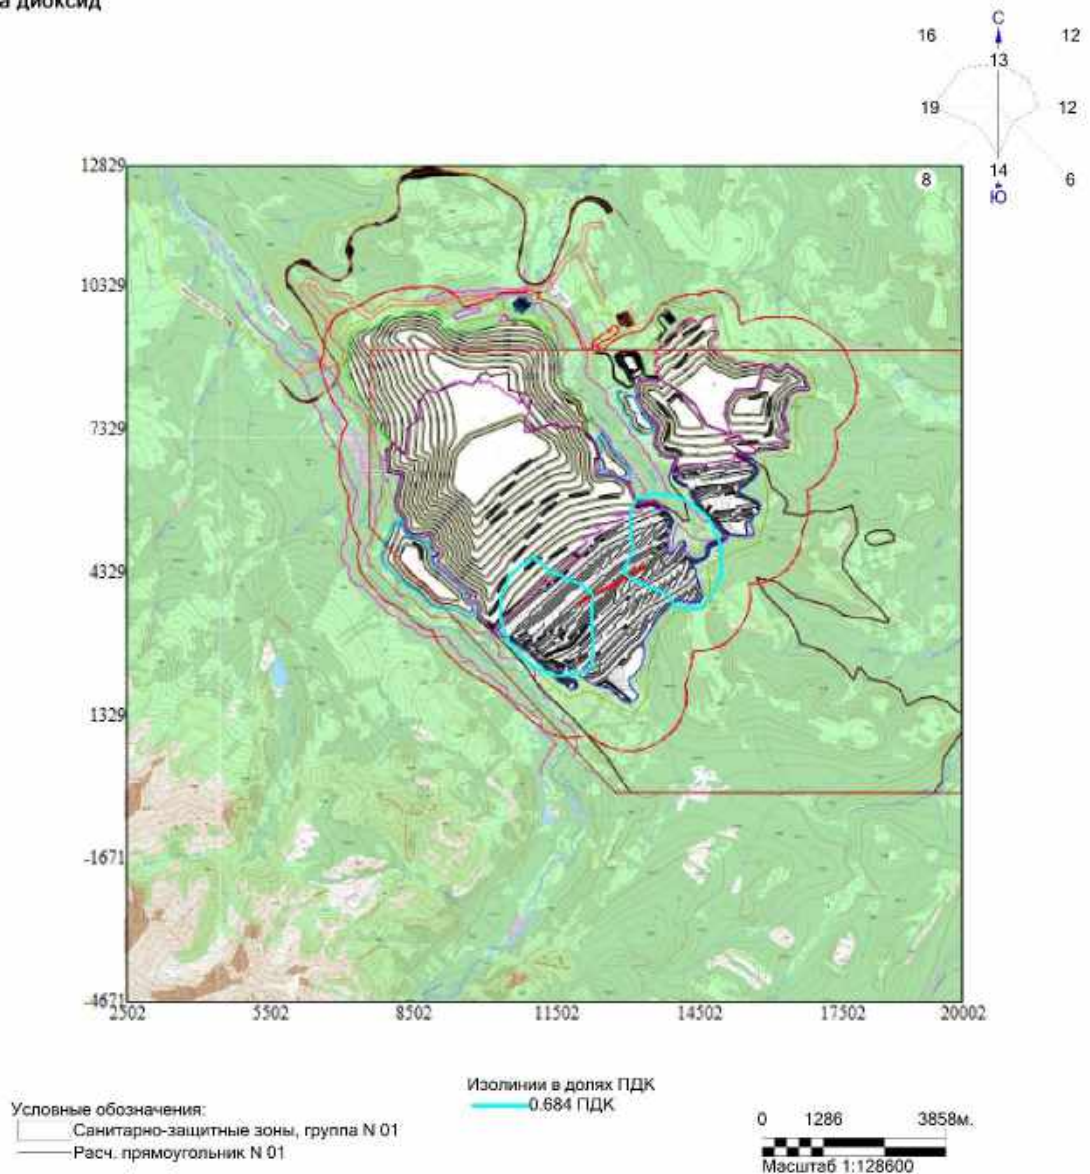 а диоксид
С
16 12
13
19 12
14
8 6
Ю
12829
10329
7329
4329
1329
-1671
-4621
2502 5502 8502 11502 14502 17502 20002
Изолинии в долях ПДК
0.684 ПДК
Условные обозначения:
Санитарно-защитные зоны, группа N 01
Расч. прямоугольник N 01
0 1286 3858м.
Масштаб 1:128600